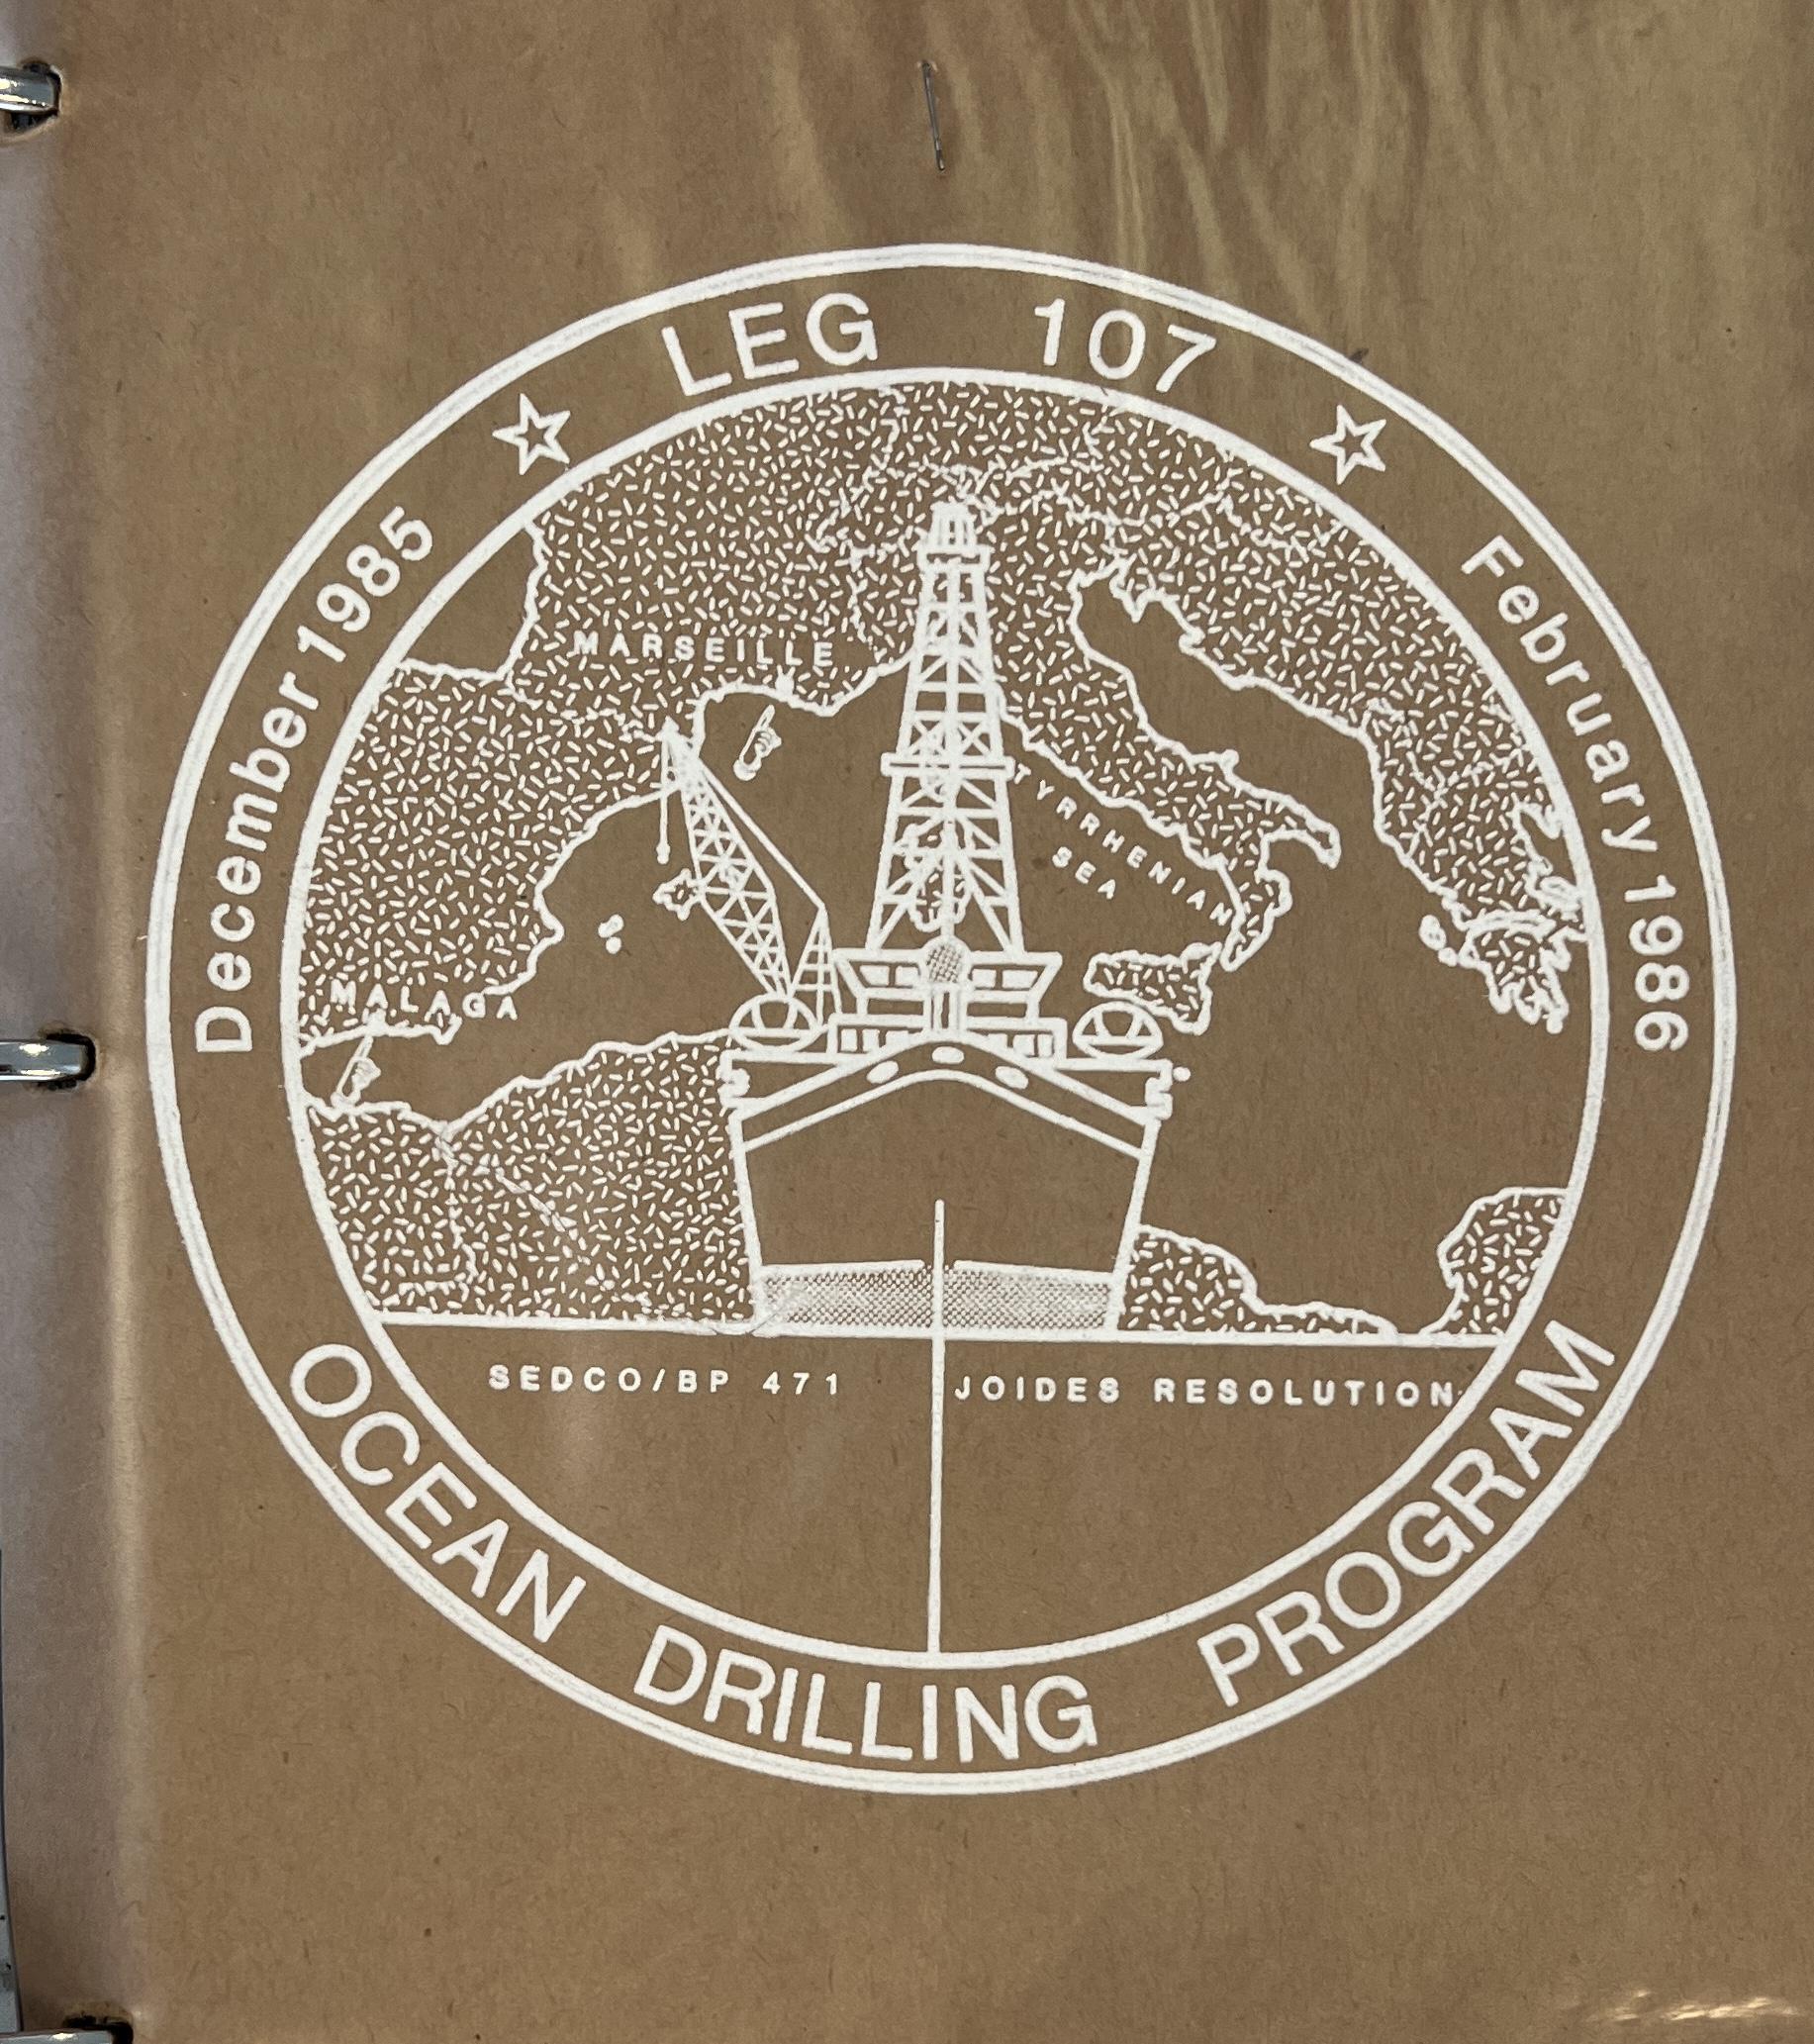 LEG 107
December 1985
February 1986
MARSEILLE
TYRRHENIAN
SEA
MALAGA
SEDCO/BP 471
JOIDES RESOLUTION
OCEAN DRILLING PROGRAM